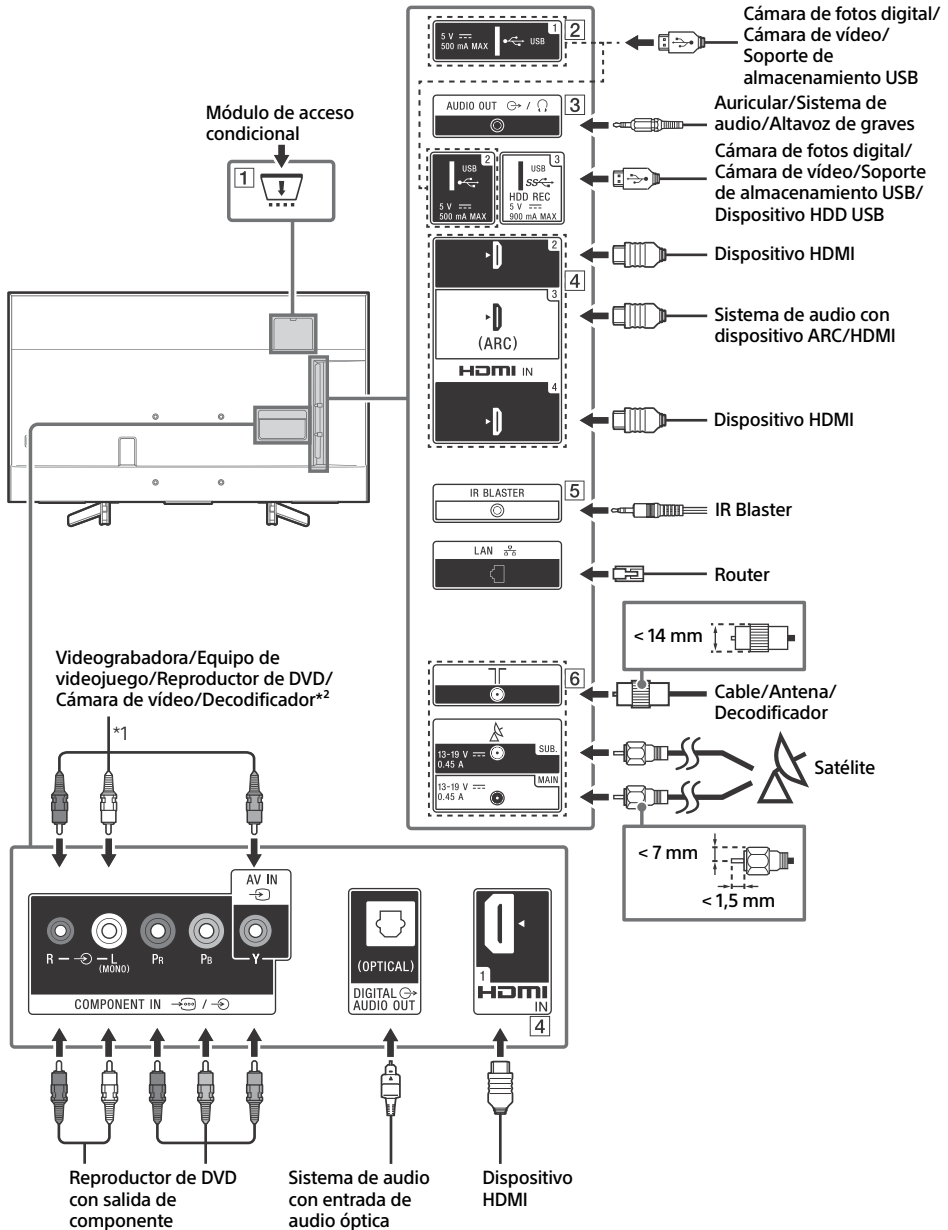 5 V
500 mA MAX
USB
1
2
Cámara de fotos digital/
Cámara de vídeo/
Soporte de
almacenamiento USB
Módulo de acceso
condicional
1
AUDIO OUT /
3
Auricular/Sistema de
audio/Altavoz de graves
2
USB
5 V
500 mA MAX
3
USB
SS
HDD REC
5 V
900 mA MAX
Cámara de fotos digital/
Cámara de vídeo/Soporte
de almacenamiento USB/
Dispositivo HDD USB
2
4
Dispositivo HDMI
3
(ARC)
Sistema de audio con
dispositivo ARC/HDMI
HDMI IN
4
Dispositivo HDMI
IR BLASTER
5
IR Blaster
LAN
Router
< 14 mm
6
Cable/Antena/
Decodificador
13-19 V
0.45 A
SUB.
13-19 V
0.45 A
MAIN
Satélite
< 7 mm
< 1,5 mm
Videograbadora/Equipo de
videojuego/Reproductor de DVD/
Cámara de vídeo/Decodificador*2
*1
AV IN
R L
(MONO)
PR
PB
Y
COMPONENT IN /
(OPTICAL)
DIGITAL
AUDIO OUT
1
HDMI
IN
4
Reproductor de DVD
con salida de
componente
Sistema de audio
con entrada de
audio óptica
Dispositivo
HDMI